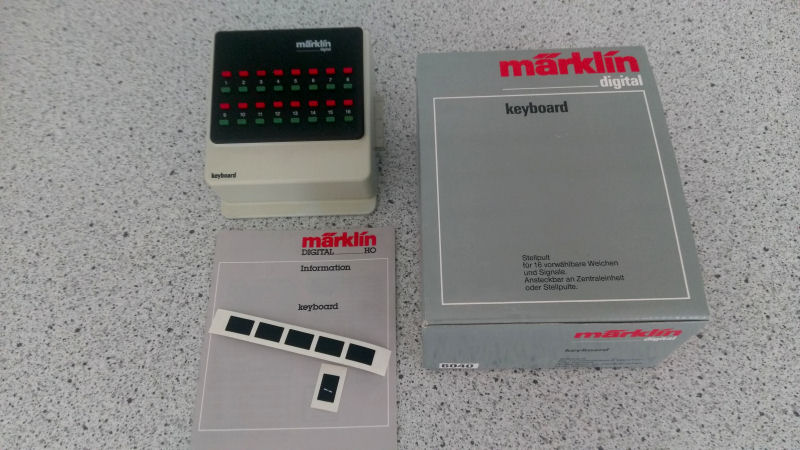 märklin
digital
1 2 3 4 5 6 7 8
9 10 11 12 13 14 15 16
keyboard
märklin
digital
keyboard
Stellpult
für 16 vorwählbare Weichen
und Signale.
Ansteckbar an Zentraleinheit
oder Stellpulte.
märklin
digital
keyboard
6040
märklin
DIGITAL HO
Information
keyboard